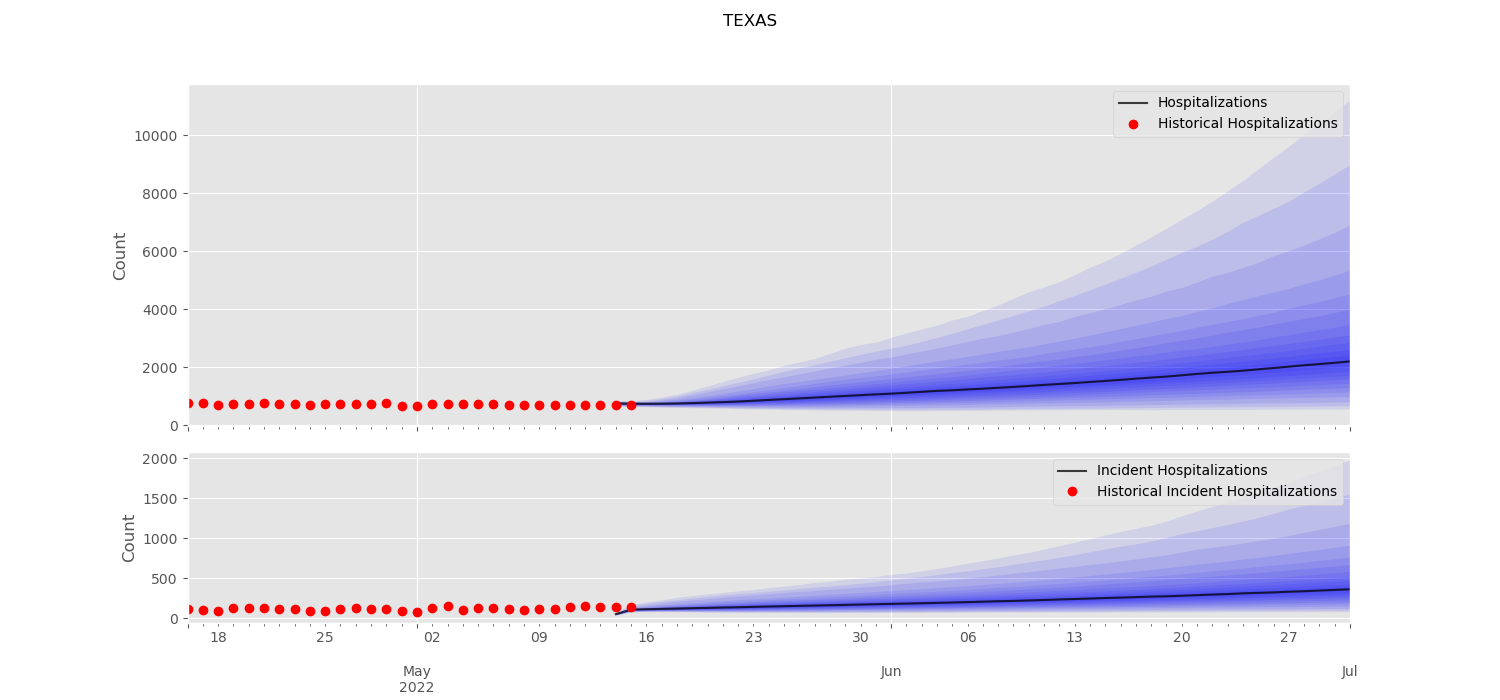 TEXAS
Hospitalizations
Historical Hospitalizations
Count
10000
8000
6000
4000
2000
0
Incident Hospitalizations
Historical Incident Hospitalizations
Count
2000
1500
1000
500
0
18 25 02 09 16 23 30 06 13 20 27
May Jun Jul
2022